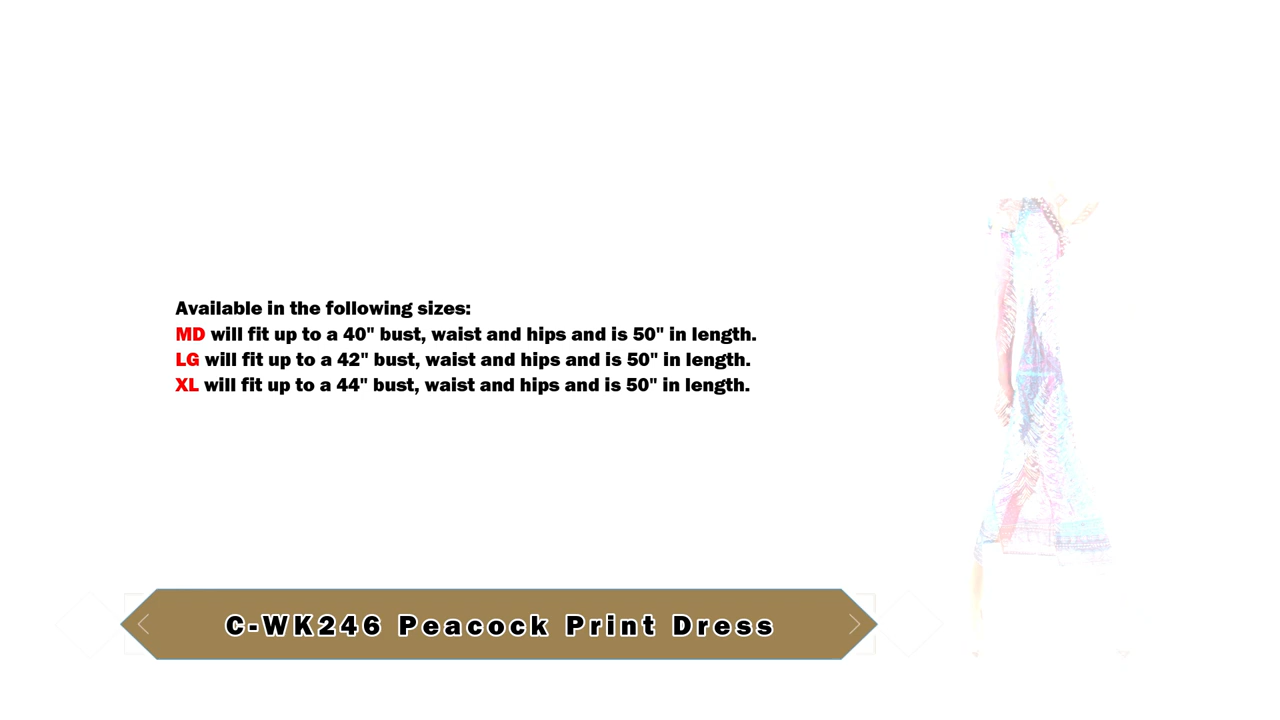 Available in the following sizes:
MD will fit up to a 40" bust, waist and hips and is 50" in length.
LG will fit up to a 42" bust, waist and hips and is 50" in length.
XL will fit up to a 44" bust, waist and hips and is 50" in length.
C-WK246 Peacock Print Dress